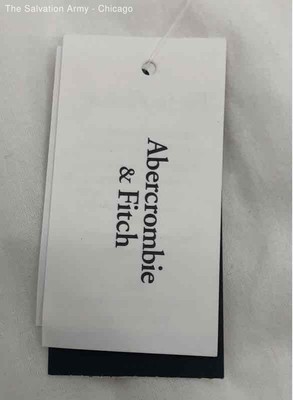 The Salvation Army - Chicago
Abercrombie
& Fitch